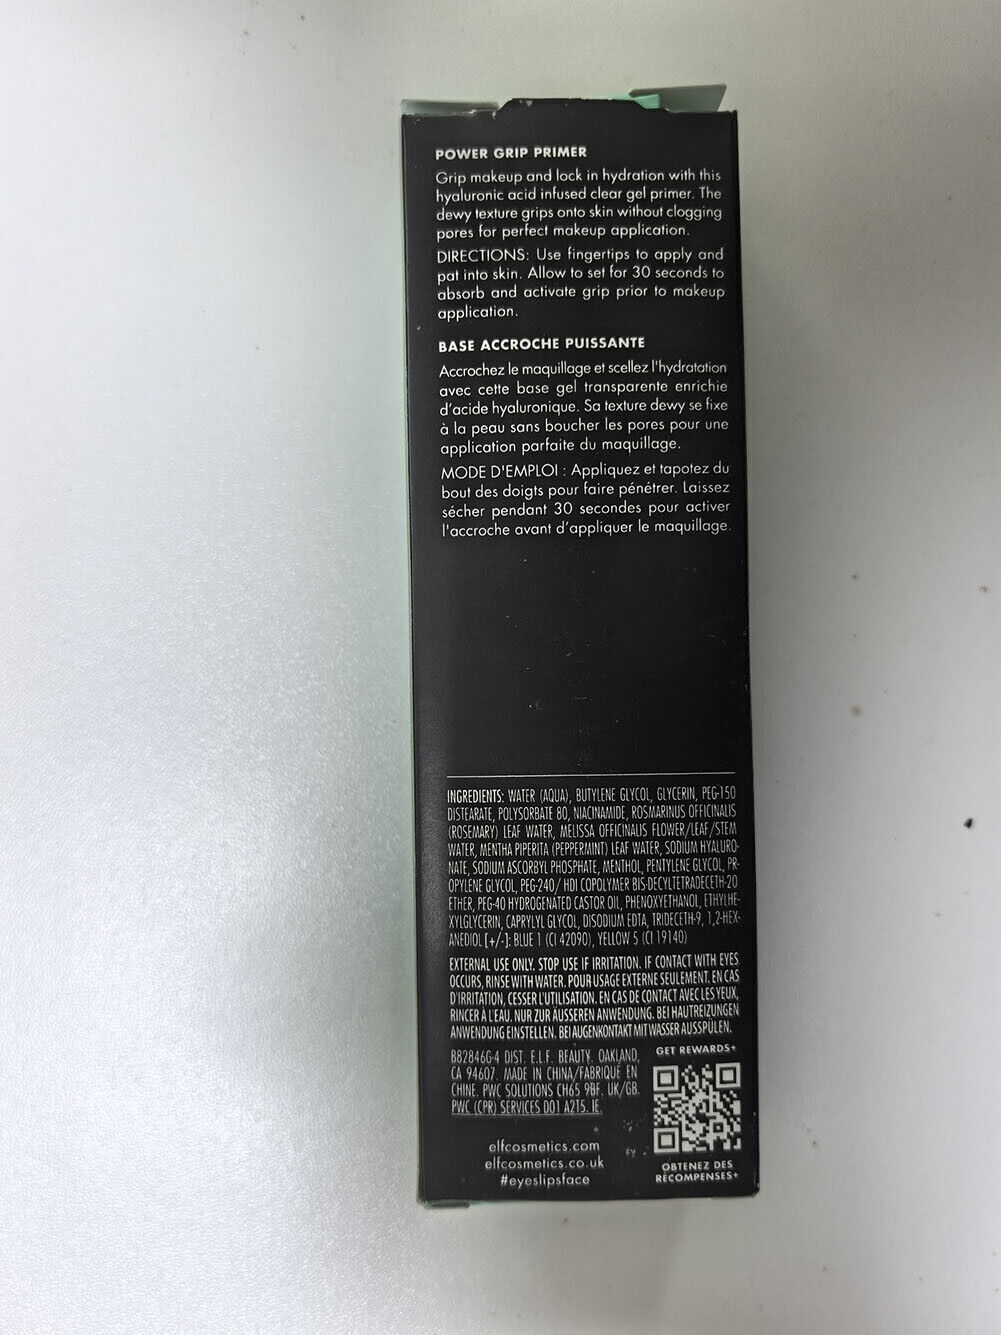 POWER GRIP PRIMER
Grip makeup and lock in hydration with this
hyaluronic acid infused clear gel primer. The
dewy texture grips onto skin without clogging
pores for perfect makeup application.
DIRECTIONS: Use fingertips to apply and
pat into skin. Allow to set for 30 seconds to
absorb and activate grip prior to makeup
application.
BASE ACCROCHE PUISSANTE
Accrochez le maquillage et scellez l'hydratation
avec cette base gel transparente enrichie
d'acide hyaluronique. Sa texture dewy se fixe
à la peau sans boucher les pores pour une
application parfaite du maquillage.
MODE D'EMPLOI : Appliquez et tapotez du
bout des doigts pour faire pénétrer. Laissez
sécher pendant 30 secondes pour activer
l'accroche avant d'appliquer le maquillage.
INGREDIENTS: WATER (AQUA), BUTYLENE GLYCOL, GLYCERIN, PEG-150
DISTEARATE, POLYSORBATE 80, NIACINAMIDE, ROSMARINUS OFFICINALIS
(ROSEMARY) LEAF WATER, MELISSA OFFICINALIS FLOWER/LEAF/STEM
WATER, MENTHA PIPERITA (PEPPERMINT) LEAF WATER, SODIUM HYALURO-
NATE, SODIUM ASCORBYL PHOSPHATE, MENTHOL, PENTYLENE GLYCOL, PR-
OPYLENE GLYCOL, PEG-240/ HDI COPOLYMER BIS-DECYLTETRADECETH-20
ETHER, PEG-40 HYDROGENATED CASTOR OIL, PHENOXYETHANOL, ETHYLHE-
XYLGLYCERIN, CAPRYLYL GLYCOL, DISODIUM EDTA, TRIDECETH-9, 1,2-HEX-
ANEDIOL [+/-]: BLUE 1 (CI 42090), YELLOW 5 (CI 19140)
EXTERNAL USE ONLY. STOP USE IF IRRITATION. IF CONTACT WITH EYES
OCCURS, RINSE WITH WATER. POUR USAGE EXTERNE SEULEMENT. EN CAS
D'IRRITATION, CESSER L'UTILISATION. EN CAS DE CONTACT AVEC LES YEUX,
RINCER À L'EAU. NUR ZUR ÄUSSEREN ANWENDUNG. BEI HAUTREIZUNGEN
ANWENDUNG EINSTELLEN. BEI AUGENKONTAKT MIT WASSER AUSSPÜLEN.
B82846G-4 DIST. E.L.F. BEAUTY. OAKLAND,
CA 94607. MADE IN CHINA/FABRIQUÉ EN
CHINE. PWC SOLUTIONS CH65 9BF. UK/GB.
PWC (CPR) SERVICES D01 A2T5. IE.
GET REWARDS+
OBTENEZ DES
RÉCOMPENSES+
elfcosmetics.com
elfcosmetics.co.uk
#eyeslipsface